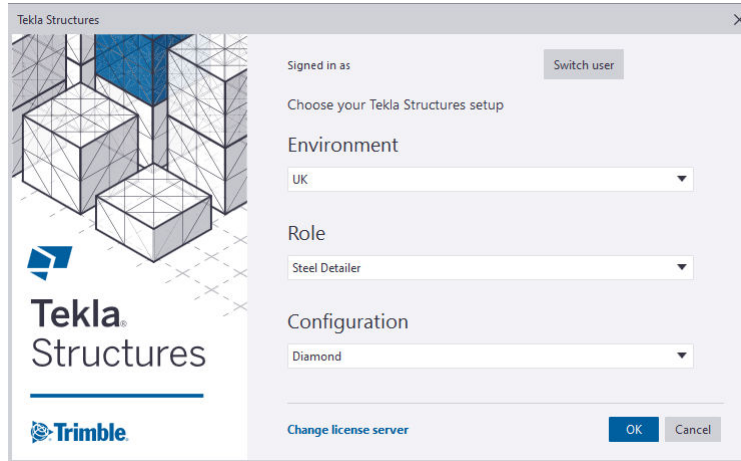 Tekla Structures
Signed in as
Switch user
Choose your Tekla Structures setup
Environment
UK
Role
Steel Detailer
Configuration
Diamond
Change license server
OK
Cancel
Tekla®
Structures
Trimble.